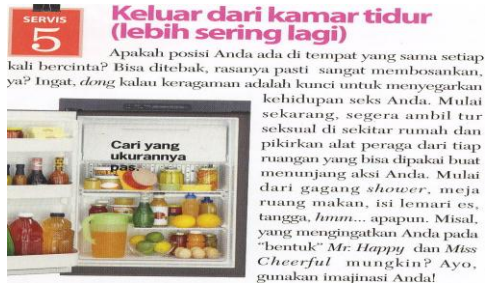 SERVIS
5
Keluar dari kamar tidur
(lebih sering lagi)
Apakah posisi Anda ada di tempat yang sama setiap
kali bercinta? Bisa ditebak, rasanya pasti sangat membosankan,
ya? Ingat, dong kalau keragaman adalah kunci untuk menyegarkan
kehidupan seks Anda. Mulai
sekarang, segera ambil tur
seksual di sekitar rumah dan
pikirkan alat peraga dari tiap
ruangan yang bisa dipakai buat
menunjang aksi Anda. Mulai
dari gagang shower, meja
ruang makan, isi lemari es,
tangga, hmm... apapun. Misal,
yang mengingatkan Anda pada
"bentuk" Mr. Happy dan Miss
Cheerful mungkin? Ayo,
gunakan imajinasi Anda!
Cari yang
ukurannya
pas.